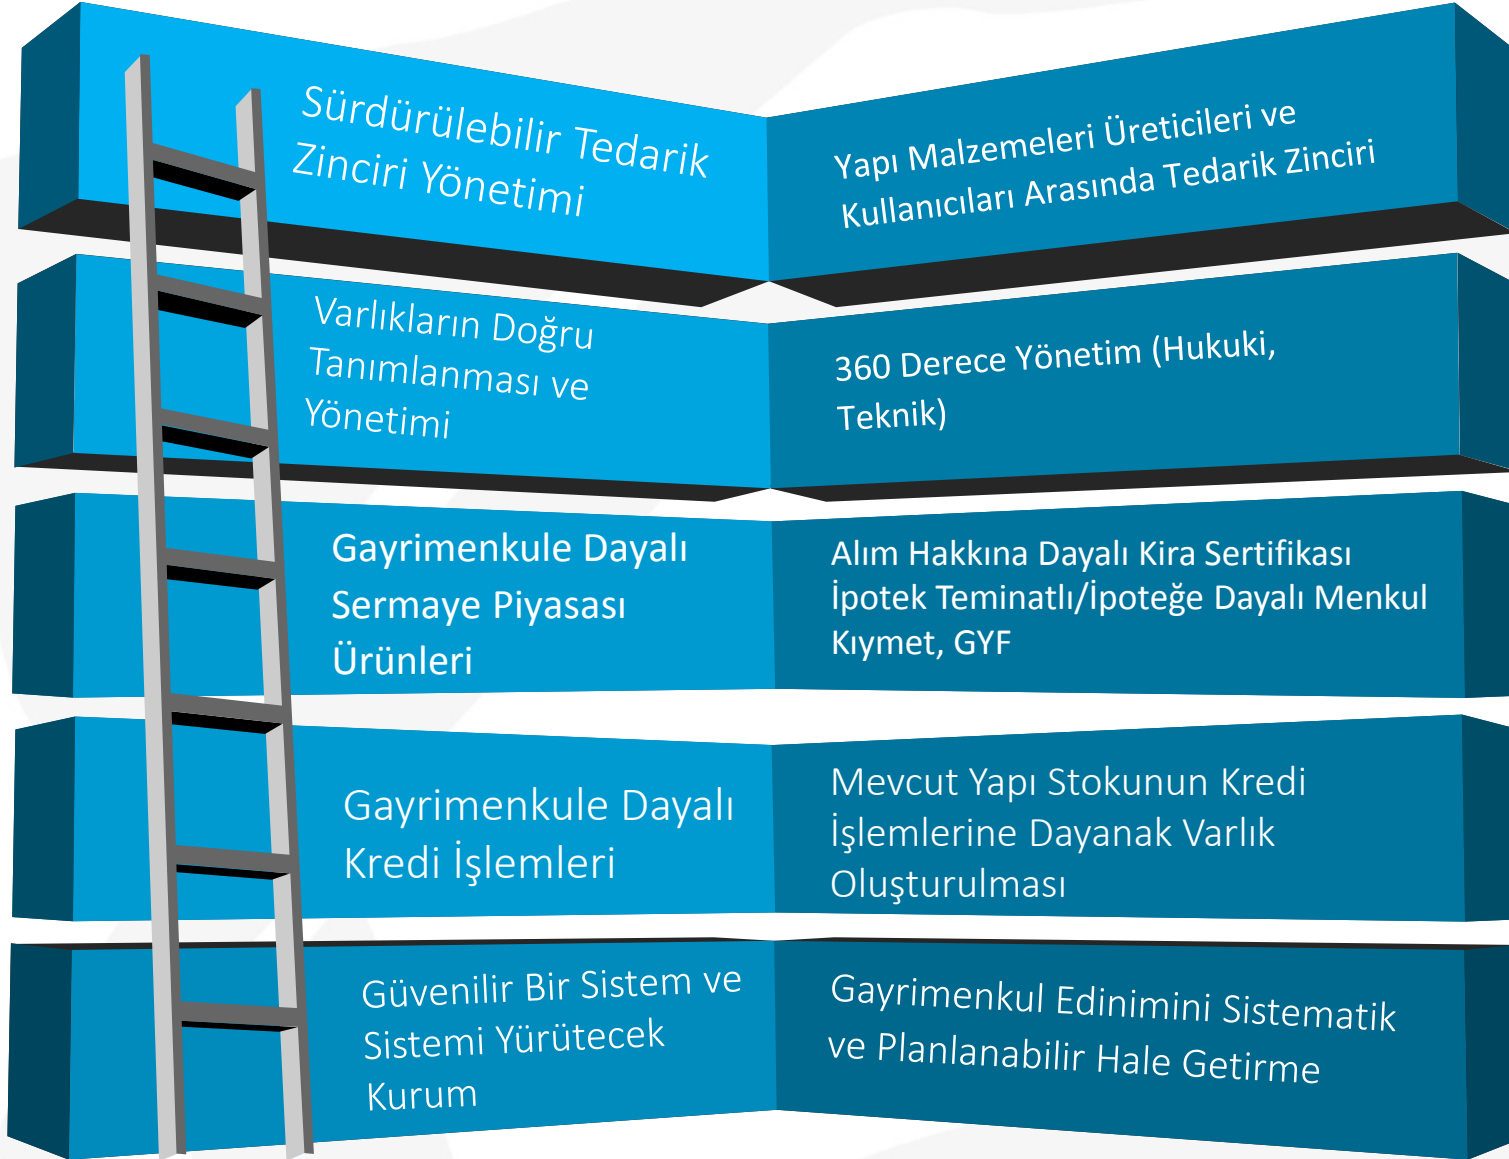 Sürdürülebilir Tedarik
Zinciri Yönetimi
Yapı Malzemeleri Üreticileri ve
Kullanıcıları Arasında Tedarik Zinciri
Varlıkların Doğru
Tanımlanması ve
Yönetimi
360 Derece Yönetim (Hukuki,
Teknik)
Gayrimenkule Dayalı
Sermaye Piyasası
Ürünleri
Alım Hakkına Dayalı Kira Sertifikası
İpotek Teminatlı/İpoteğe Dayalı Menkul
Kıymet, GYF
Gayrimenkule Dayalı
Kredi İşlemleri
Mevcut Yapı Stokunun Kredi
İşlemlerine Dayanak Varlık
Oluşturulması
Güvenilir Bir Sistem ve
Sistemi Yürütecek
Kurum
Gayrimenkul Edinimini Sistematik
ve Planlanabilir Hale Getirme